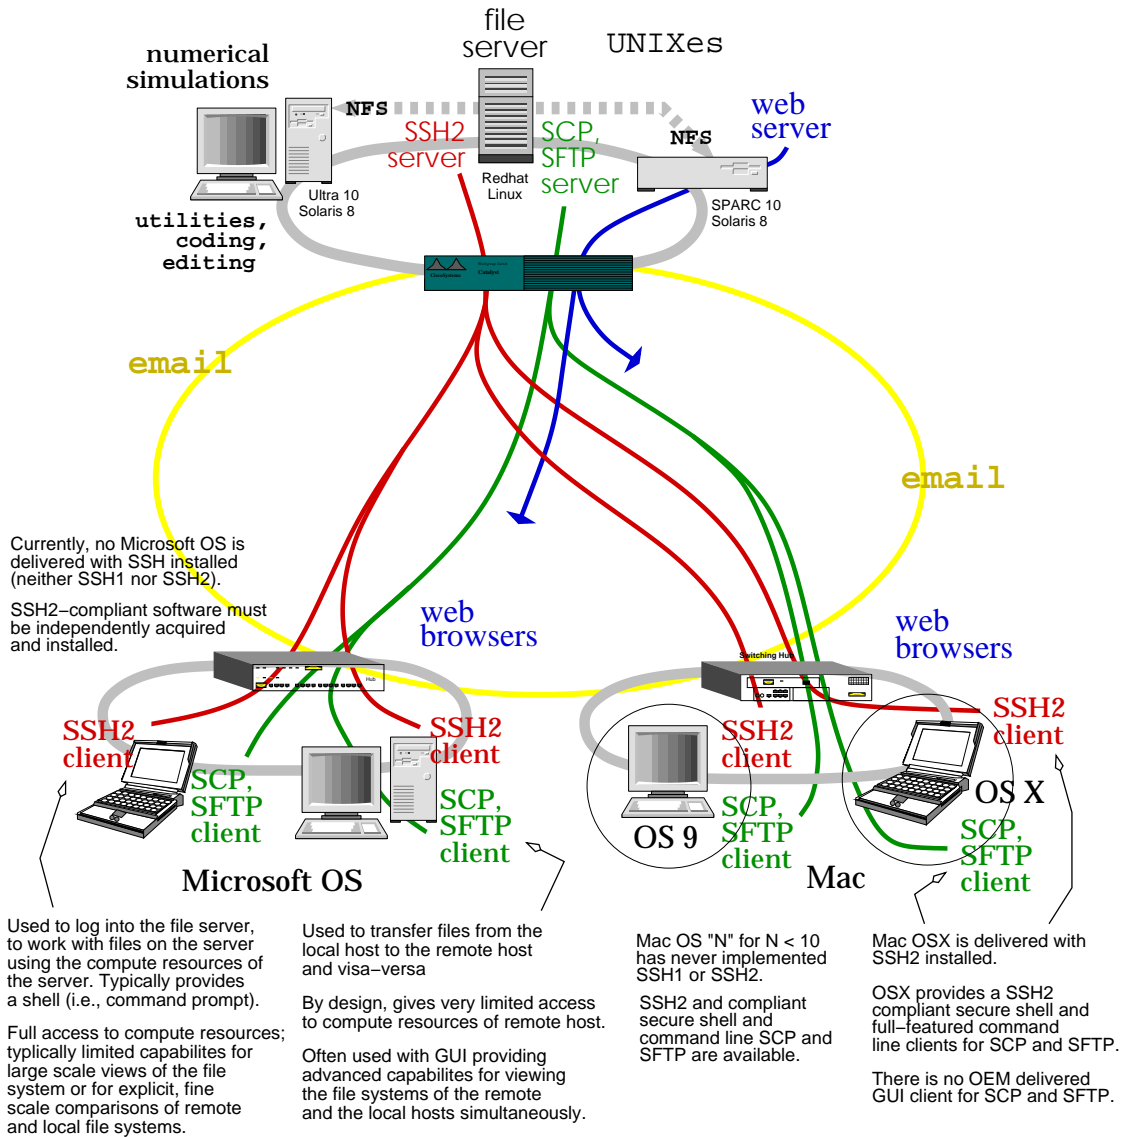 file
server
UNIXes
numerical
simulations
NFS
web
server
SSH2
server
SCP,
SFTP
server
NFS
Redhat
Linux
Ultra 10
Solaris 8
SPARC 10
Solaris 8
utilities,
coding,
editing
CiscoSystems
Catalyst
email
email
Currently, no Microsoft OS is
delivered with SSH installed
(neither SSH1 nor SSH2).
SSH2–compliant software must
be independently acquired
and installed.
web
browsers
web
browsers
Hub
Switching Hub
SSH2
client
SSH2
client
SSH2
client
SSH2
client
SCP,
SFTP
client
SCP,
SFTP
client
SCP,
SFTP
client
SCP,
SFTP
client
OS 9
OS X
Microsoft OS
Mac
Used to log into the file server,
to work with files on the server
using the compute resources of
the server. Typically provides
a shell (i.e., command prompt).
Full access to compute resources;
typlically limited capabilites for
large scale views of the file
system or for explicit, fine
scale comparisons of remote
and local file systems.
Used to transfer files from the
local host to the remote host
and visa–versa
By design, gives very limited access
to compute resources of remote host.
Often used with GUI providing
advanced capabilites for viewing
the file systems of the remote
and the local hosts simultaneously.
Mac OS "N" for N < 10
has never implemented
SSH1 or SSH2.
SSH2 and compliant
secure shell and
command line SCP and
SFTP are available.
Mac OSX is delivered with
SSH2 installed.
OSX provides a SSH2
compliant secure shell and
full–featured command
line clients for SCP and SFTP.
There is no OEM delivered
GUI client for SCP and SFTP.